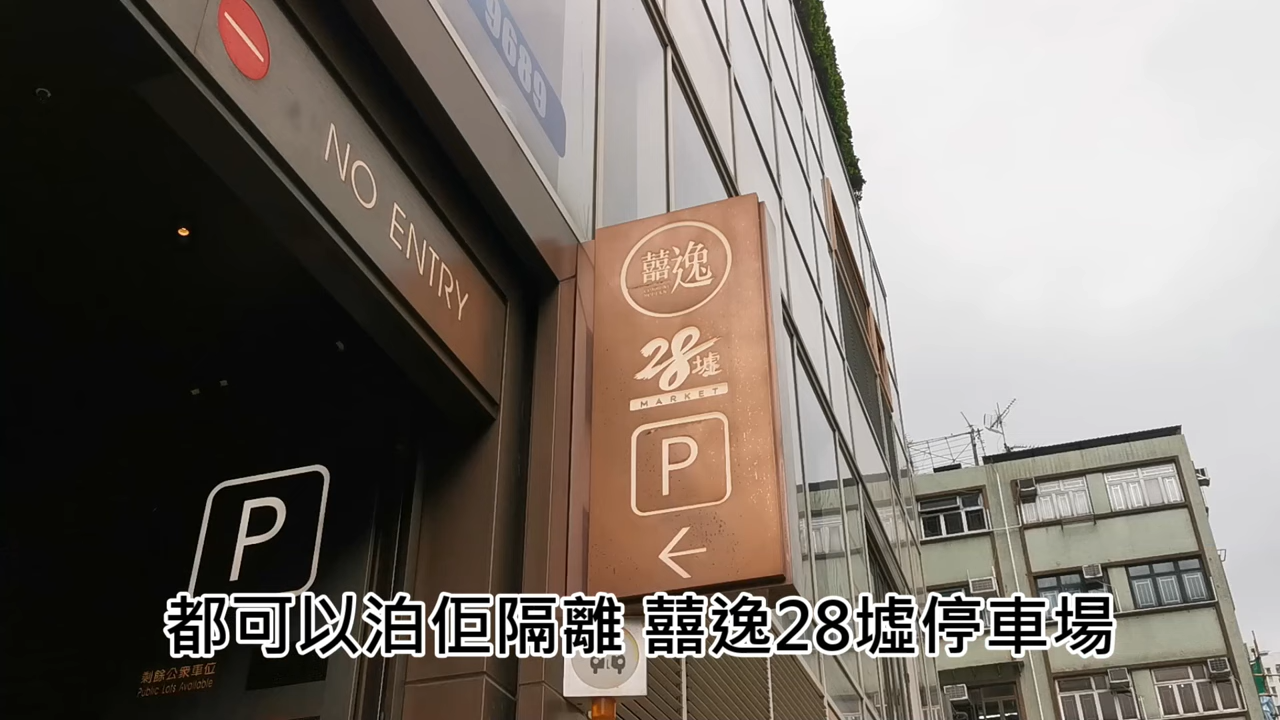 9689
NO ENTRY
囍逸
28墟
MARKET
P
P
剩餘公眾車位
Public Lots Available
都可以泊佢隔離 囍逸28墟停車場